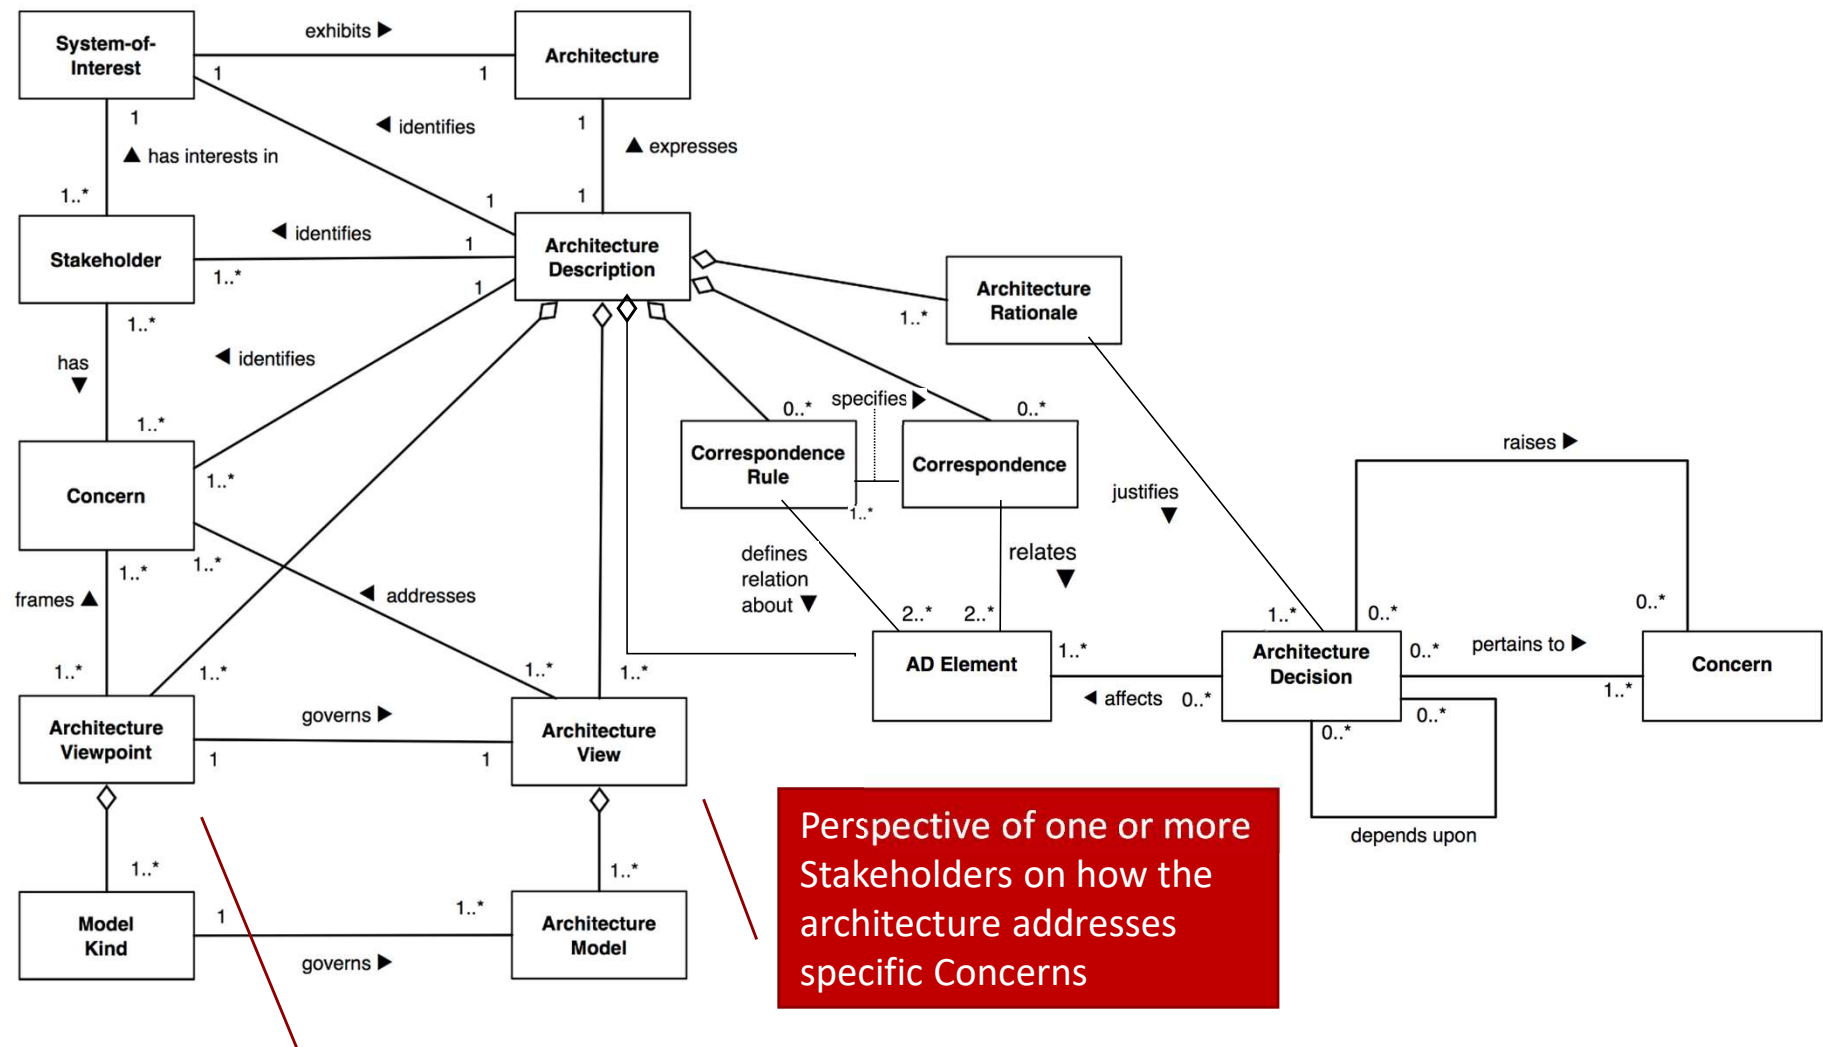 exhibits ▶
System-of-
Interest
Architecture
1
1
◀ identifies
1
1
▲ has interests in
▲ expresses
1..*
1
1
Stakeholder
◀ identifies
1
1..*
Architecture
Description
1
Architecture
Rationale
1..*
1..*
has
▼
◀ identifies
specifies ▶
0..*
0..*
1..*
raises ▶
Concern
1..*
Correspondence
Rule
Correspondence
1..*
justifies
▼
1..*
1..*
frames ▲
◀ addresses
defines
relation
about ▼
relates
▼
2..*
2..*
1..*
0..*
0..*
1..*
1..*
1..*
1..*
AD Element
1..*
◀ affects
0..*
Architecture
Decision
0..*
pertains to ▶
1..*
Concern
Architecture
Viewpoint
governs ▶
1
1
Architecture
View
0..*
0..*
depends upon
Perspective of one or more
Stakeholders on how the
architecture addresses
specific Concerns
1..*
1..*
Model
Kind
1
1..*
governs ▶
Architecture
Model